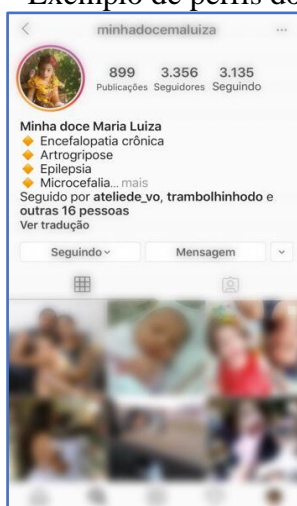 Exemplo de perfis do
minhadocemaluiza
899 3.356 3.135
Publicações Seguidores Seguindo
Minha doce Maria Luiza
Encefalopatia crônica
Artrogripose
Epilepsia
Microcefalia... mais
Seguido por ateliede_vo, trambolhinhodo e
outras 16 pessoas
Ver tradução
Seguindo Mensagem